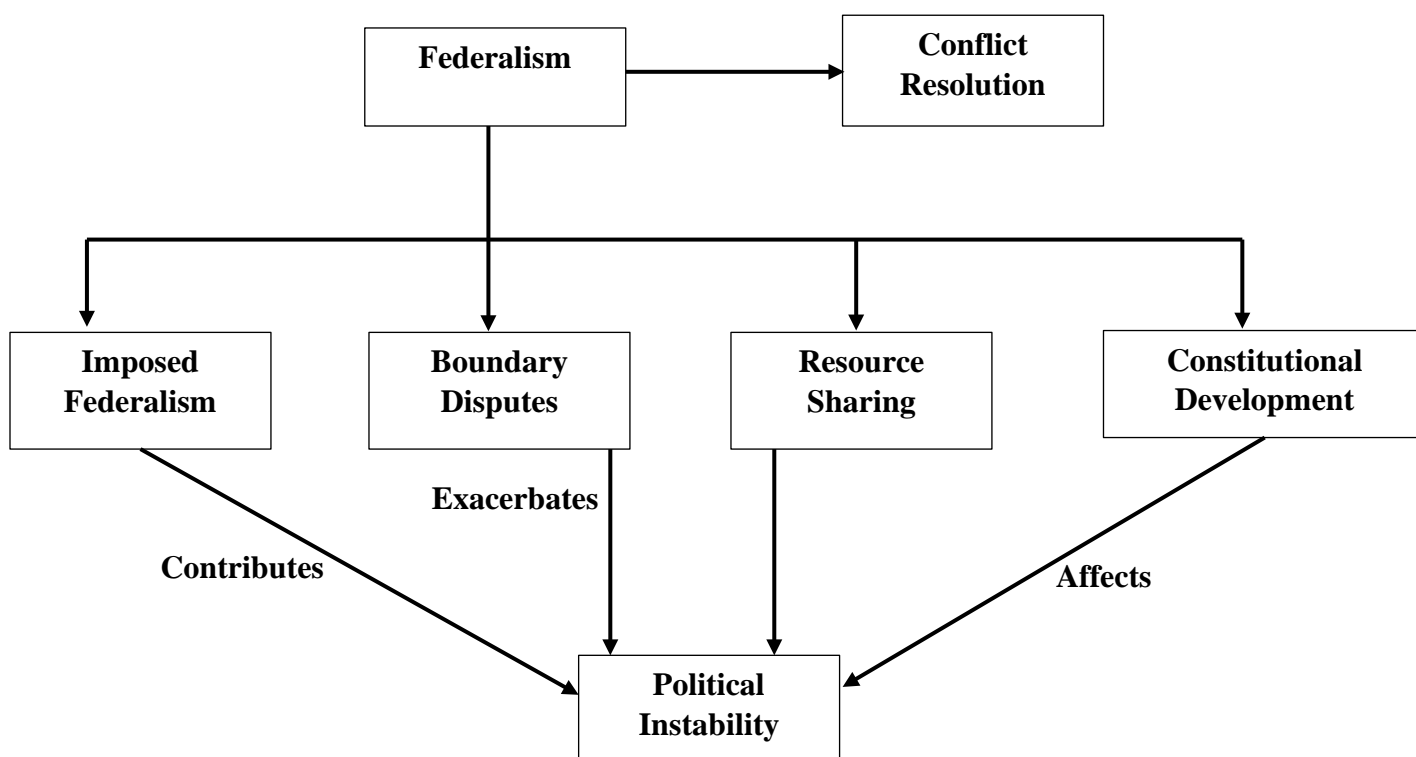 Federalism
Conflict
Resolution
Imposed
Federalism
Boundary
Disputes
Resource
Sharing
Constitutional
Development
Exacerbates
Contributes
Affects
Political
Instability